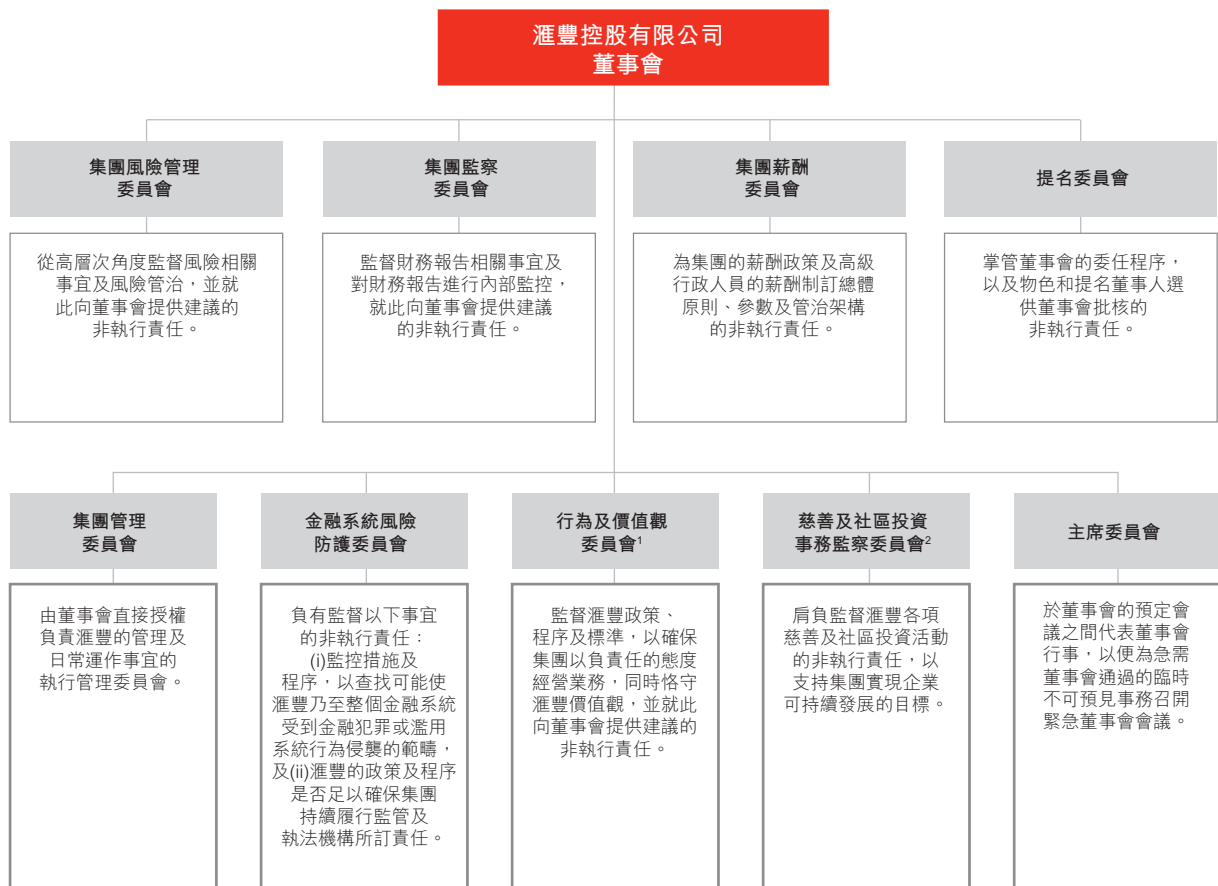 滙豐控股有限公司
董事會
集團風險管理
委員會
從高層次角度監督風險相關
事宜及風險管治，並就
此向董事會提供建議的
非執行責任。
集團監察
委員會
監督財務報告相關事宜及
對財務報告進行內部監控，
就此向董事會提供建議
的非執行責任。
集團薪酬
委員會
為集團的薪酬政策及高級
行政人員的薪酬制訂總體
原則、參數及管治架構
的非執行責任。
提名委員會
掌管董事會的委任程序，
以及物色和提名董事人選
供董事會批核的
非執行責任。
集團管理
委員會
由董事會直接授權
負責滙豐的管理及
日常運作事宜的
執行管理委員會。
金融系統風險
防護委員會
負有監督以下事宜
的非執行責任：
(i)監控措施及
程序，以查找可能使
滙豐乃至整個金融系統
受到金融犯罪或濫用
系統行為侵襲的範疇，
及(ii)滙豐的政策及程序
是否足以確保集團
持續履行監管及
執法機構所訂責任。
行為及價值觀
委員會1
監督滙豐政策、
程序及標準，以確保
集團以負責任的態度
經營業務，同時恪守
滙豐價值觀，並就此
向董事會提供建議的
非執行責任。
慈善及社區投資
事務監察委員會2
肩負監督滙豐各項
慈善及社區投資活動
的非執行責任，以
支持集團實現企業
可持續發展的目標。
主席委員會
於董事會的預定會
議之間代表董事會
行事，以便為急需
董事會通過的臨時
不可預見事務召開
緊急董事會會議。